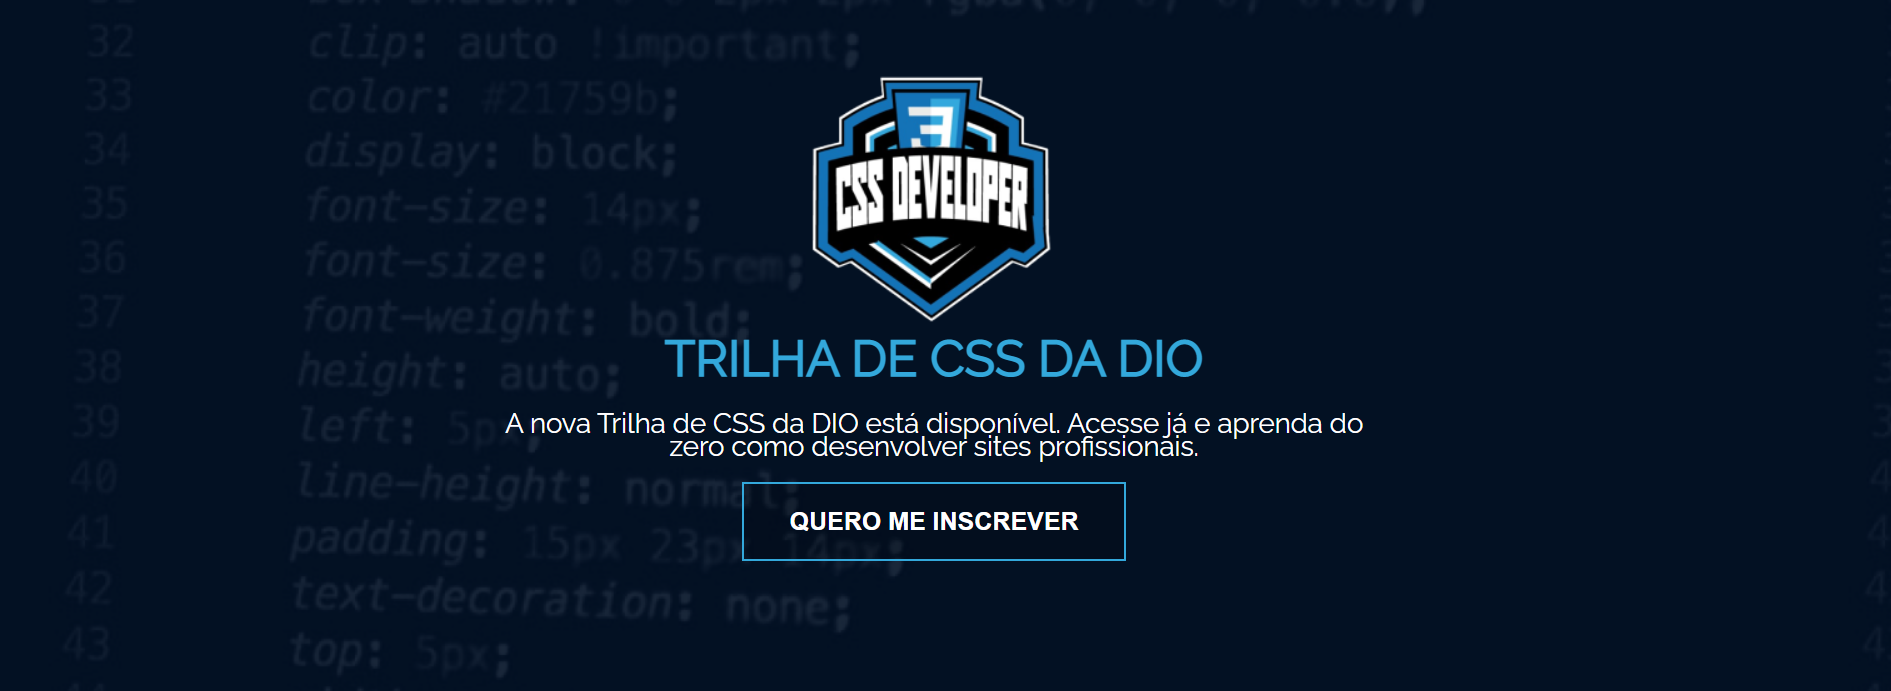 32 clip: auto !important;
33 color: #21759b;
34 display: block;
35 font-size: 14px;
36 font-size: 0.875rem;
37 font-weight: bold;
38 height: auto;
39 left: 5px;
40 line-height: normal;
41 padding: 15px 23px 14px;
42 text-decoration: none;
43 top: 5px;
3
CSS DEVELOPER
TRILHA DE CSS DA DIO
A nova Trilha de CSS da DIO está disponível. Acesse já e aprenda do
zero como desenvolver sites profissionais.
QUERO ME INSCREVER